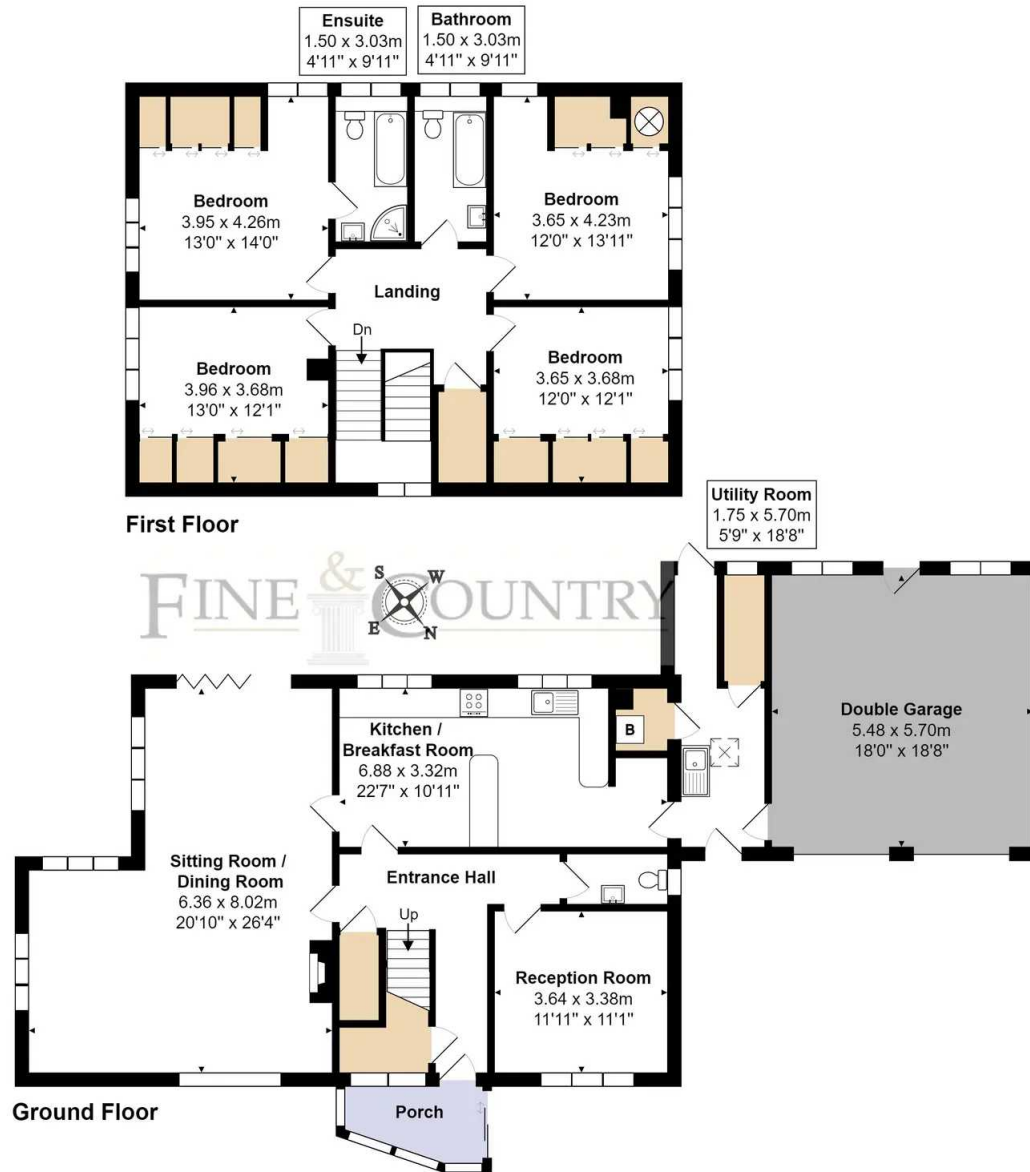 Ensuite
1.50 x 3.03m
4'11" x 9'11"
Bathroom
1.50 x 3.03m
4'11" x 9'11"
Bedroom
3.95 x 4.26m
13'0" x 14'0"
Bedroom
3.65 x 4.23m
12'0" x 13'11"
Landing
Dn
Bedroom
3.96 x 3.68m
13'0" x 12'1"
Bedroom
3.65 x 3.68m
12'0" x 12'1"
First Floor
Utility Room
1.75 x 5.70m
5'9" x 18'8"
FINE & COUNTRY
S
W
E
N
Kitchen /
Breakfast Room
6.88 x 3.32m
22'7" x 10'11"
B
Double Garage
5.48 x 5.70m
18'0" x 18'8"
Sitting Room /
Dining Room
6.36 x 8.02m
20'10" x 26'4"
Entrance Hall
Up
Reception Room
3.64 x 3.38m
11'11" x 11'1"
Ground Floor
Porch